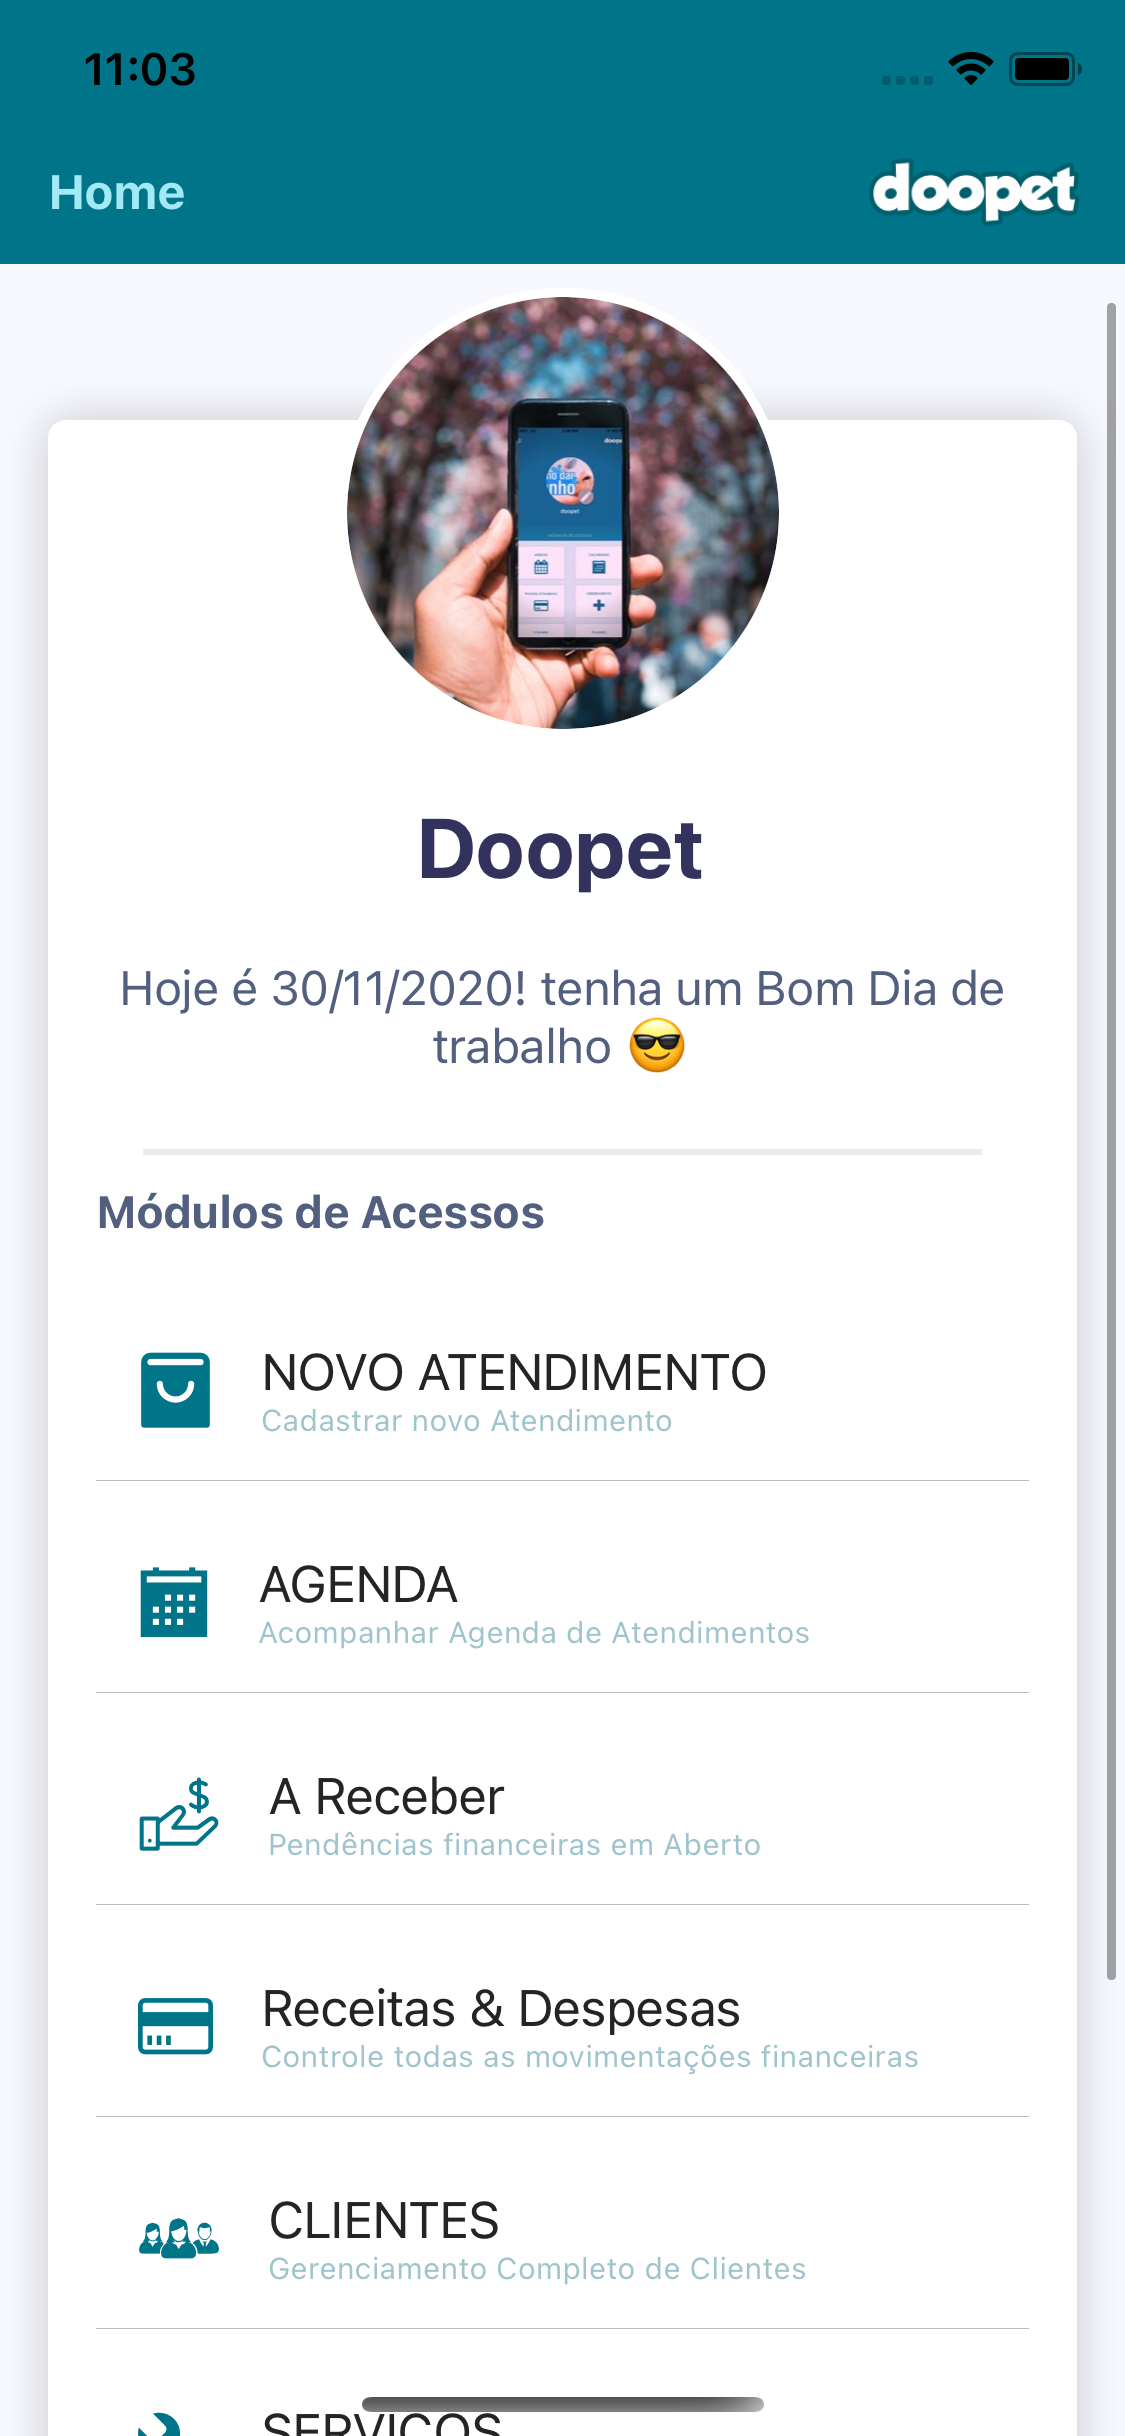 11:03
Home
doopet
doopet
Doopet
Hoje é 30/11/2020! tenha um Bom Dia de
trabalho 😎
Módulos de Acessos
NOVO ATENDIMENTO
Cadastrar novo Atendimento
AGENDA
Acompanhar Agenda de Atendimentos
A Receber
Pendências financeiras em Aberto
Receitas & Despesas
Controle todas as movimentações financeiras
CLIENTES
Gerenciamento Completo de Clientes
SERVIÇOS